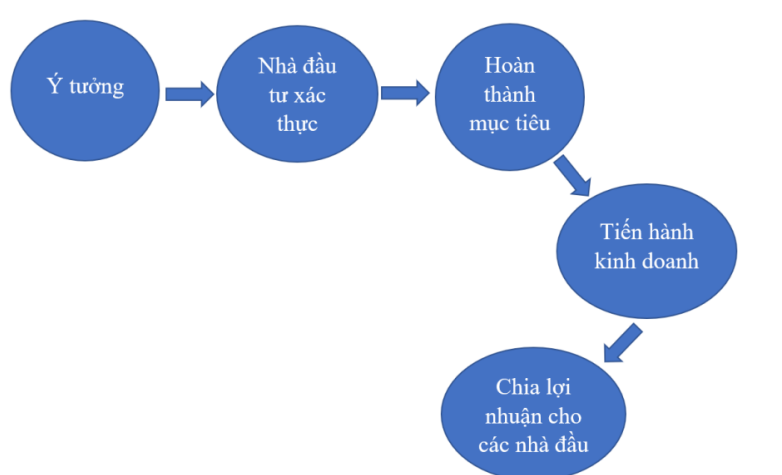 Ý tưởng
Nhà đầu
tư xác
thực
Hoàn
thành
mục tiêu
Tiến hành
kinh doanh
Chia lợi
nhuận cho
các nhà đầu